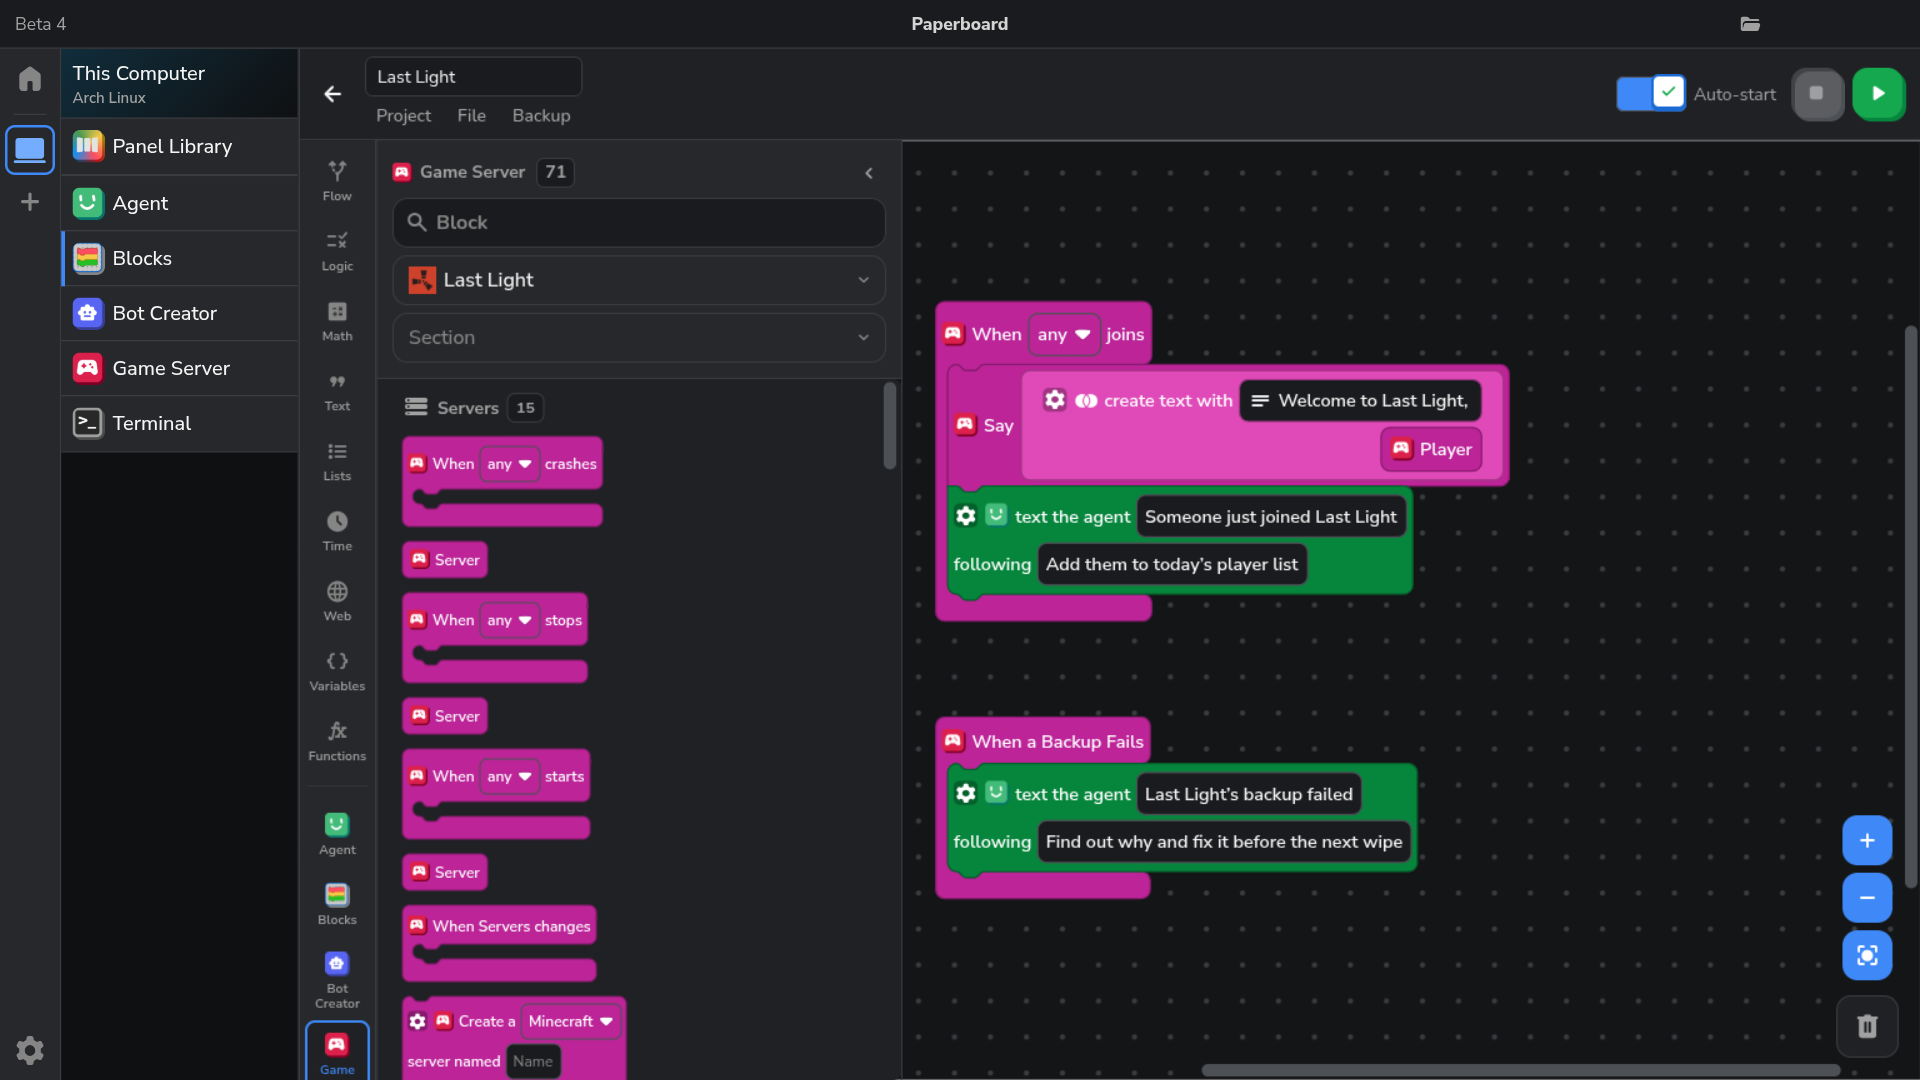 Beta 4
Paperboard
This Computer
Arch Linux
Panel Library
Agent
Blocks
Bot Creator
Game Server
Terminal
Last Light
Project File Backup
Auto-start
Flow
Logic
Math
Text
Lists
Time
Web
Variables
Functions
Agent
Blocks
Bot
Creator
Game
Game Server 71
Block
Last Light
Section
Servers 15
When any crashes
Server
When any stops
Server
When any starts
Server
When Servers changes
Create a Minecraft
server named Name
When any joins
Say create text with Welcome to Last Light,
Player
text the agent Someone just joined Last Light
following Add them to today's player list
When a Backup Fails
text the agent Last Light's backup failed
following Find out why and fix it before the next wipe